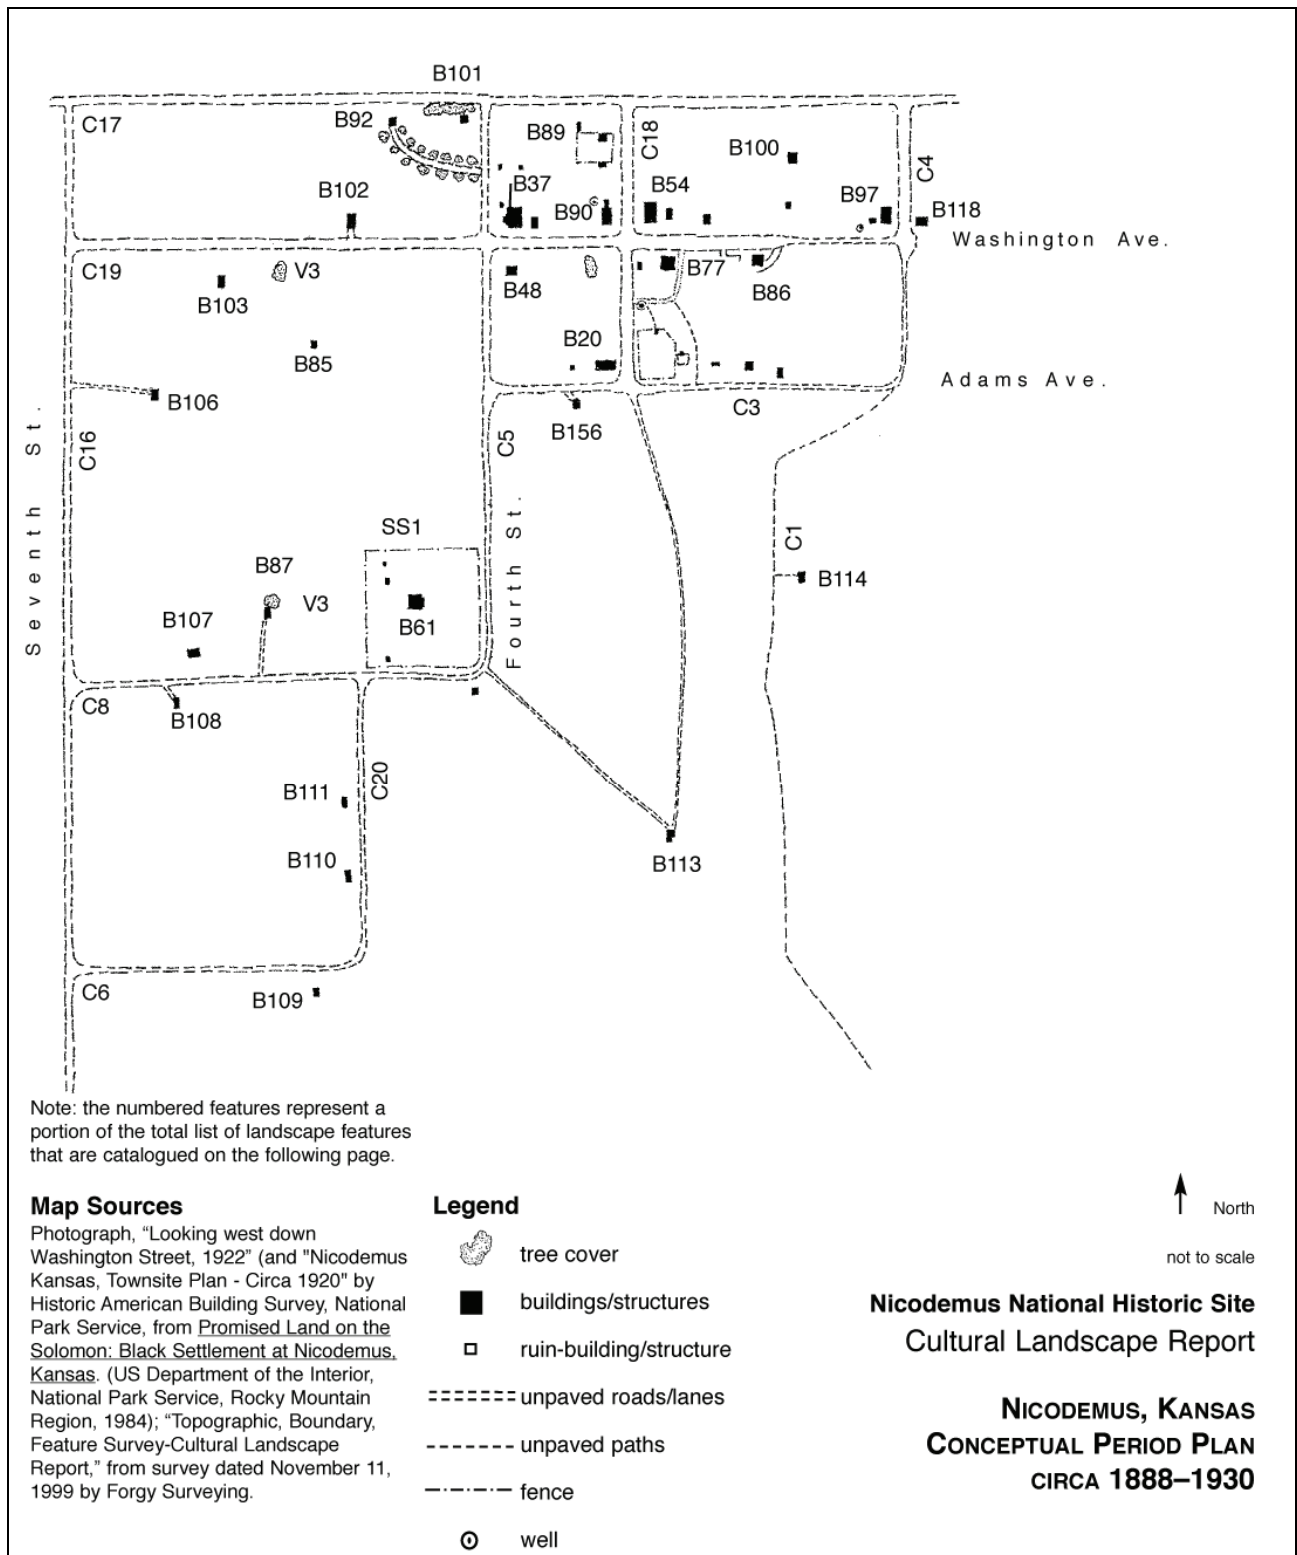 B101
C17
B92
B89
C18
B100
C4
B102
B37
B54
B90
B97
B118
Washington Ave.
C19
V3
B103
B48
B77
B86
B85
B20
Adams Ave.
B106
C3
B156
C16
C5
Seventh St.
Fourth St.
SS1
C1
B87
V3
B114
B107
B61
C8
B108
C20
B111
B110
B113
C6
B109
Note: the numbered features represent a
portion of the total list of landscape features
that are catalogued on the following page.
Map Sources
Photograph, “Looking west down
Washington Street, 1922” (and "Nicodemus
Kansas, Townsite Plan - Circa 1920" by
Historic American Building Survey, National
Park Service, from Promised Land on the
Solomon: Black Settlement at Nicodemus,
Kansas. (US Department of the Interior,
National Park Service, Rocky Mountain
Region, 1984); “Topographic, Boundary,
Feature Survey-Cultural Landscape
Report,” from survey dated November 11,
1999 by Forgy Surveying.
Legend
tree cover
buildings/structures
ruin-building/structure
unpaved roads/lanes
unpaved paths
fence
well
North
not to scale
Nicodemus National Historic Site
Cultural Landscape Report
NICODEMUS, KANSAS
CONCEPTUAL PERIOD PLAN
CIRCA 1888–1930